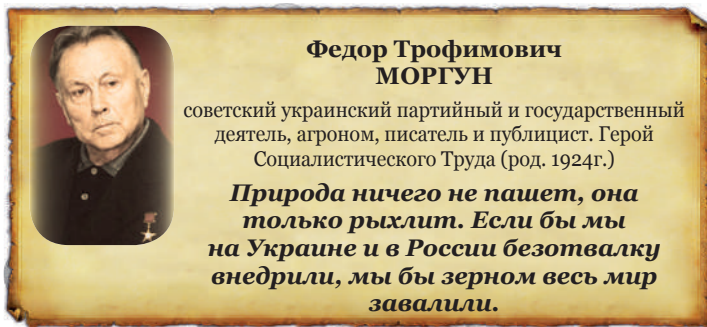 Федор Трофимович
МОРГУН
советский украинский партийный и государственный
деятель, агроном, писатель и публицист. Герой
Социалистического Труда (род. 1924г.)
Природа ничего не пашет, она
только рыхлит. Если бы мы
на Украине и в России безотвалку
внедрили, мы бы зерном весь мир
завалили.